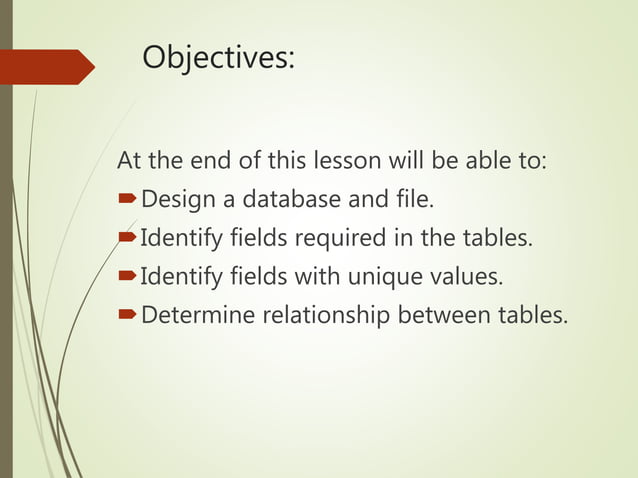 Objectives:
At the end of this lesson will be able to:
Design a database and file.
Identify fields required in the tables.
Identify fields with unique values.
Determine relationship between tables.